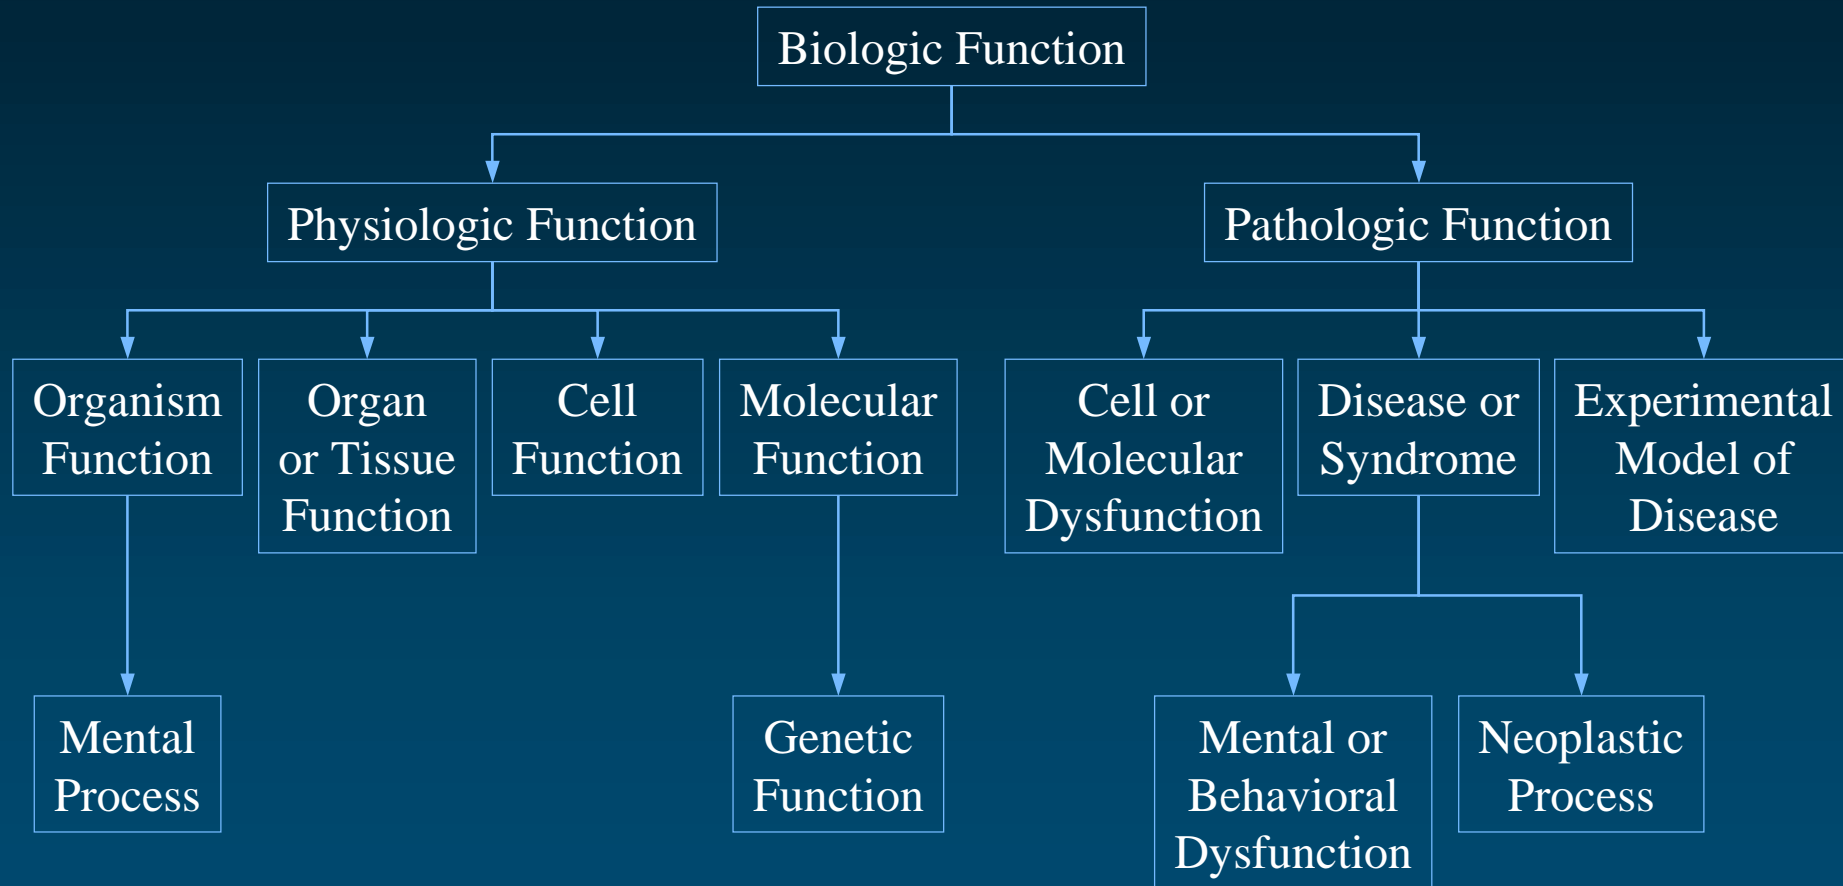 Biologic Function
Physiologic Function
Pathologic Function
Organism
Function
Organ
or Tissue
Function
Cell
Function
Molecular
Function
Cell or
Molecular
Dysfunction
Disease or
Syndrome
Experimental
Model of
Disease
Mental
Process
Genetic
Function
Mental or
Behavioral
Dysfunction
Neoplastic
Process